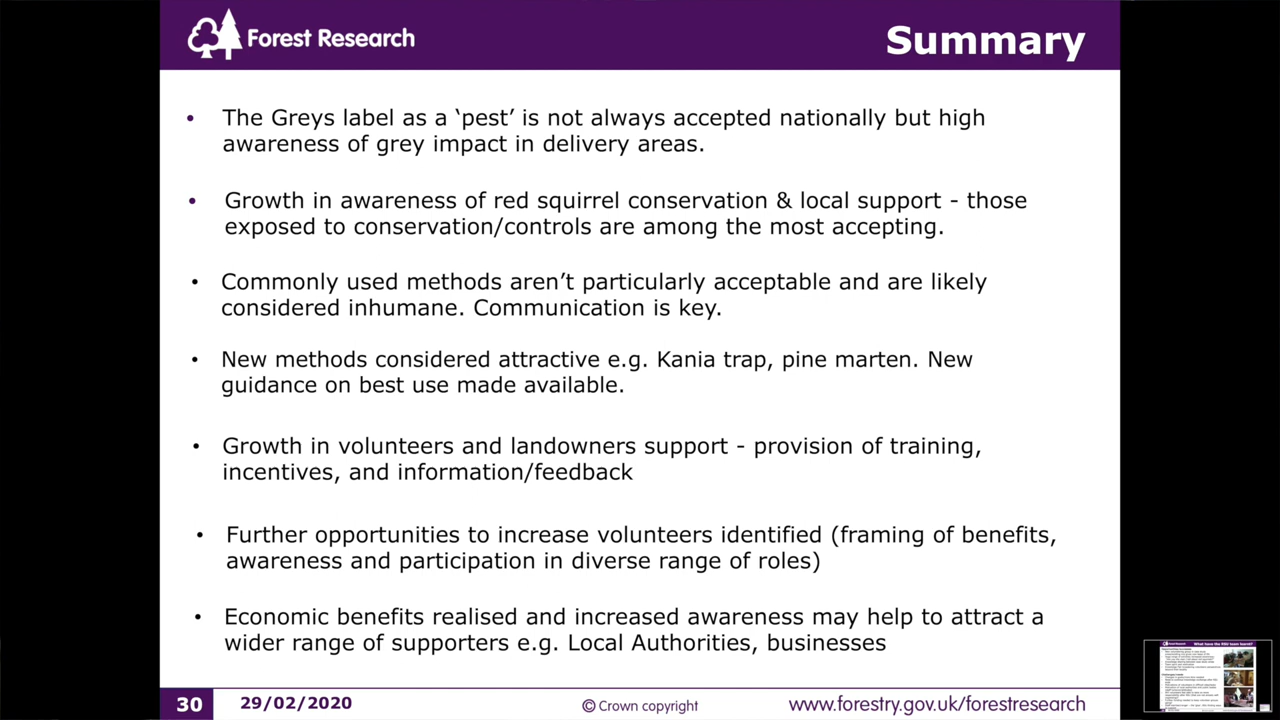 Forest Research
Summary
• The Greys label as a ‘pest’ is not always accepted nationally but high
awareness of grey impact in delivery areas.
• Growth in awareness of red squirrel conservation & local support - those
exposed to conservation/controls are among the most accepting.
• Commonly used methods aren’t particularly acceptable and are likely
considered inhumane. Communication is key.
• New methods considered attractive e.g. Kania trap, pine marten. New
guidance on best use made available.
• Growth in volunteers and landowners support - provision of training,
incentives, and information/feedback
• Further opportunities to increase volunteers identified (framing of benefits,
awareness and participation in diverse range of roles)
• Economic benefits realised and increased awareness may help to attract a
wider range of supporters e.g. Local Authorities, businesses
30
29/02/2020
© Crown copyright
www.forestry.gov.uk/forestresearch